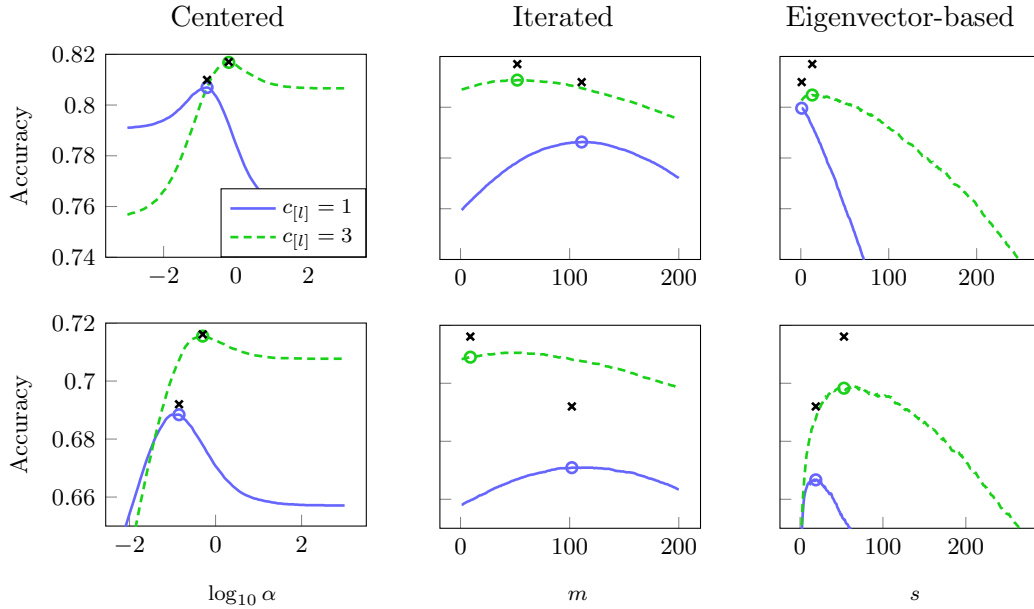 Centered Iterated Eigenvector-based
0.82
0.8
0.78
0.76
0.74
Accuracy
c[l] = 1
c[l] = 3
−2 0 2
0 100 200
0 100 200
0.72
0.7
0.68
0.66
Accuracy
−2 0 2
0 100 200
0 100 200
log10 α m s